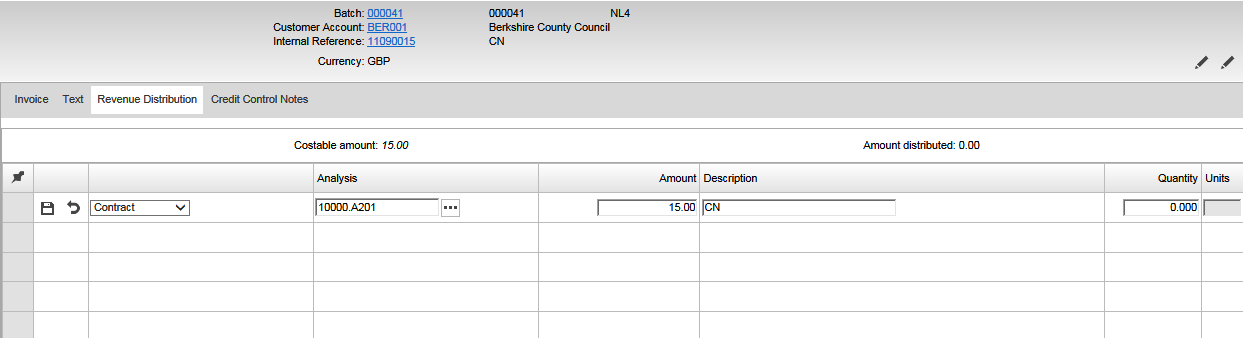 Batch: 000041 000041 NL4
Customer Account: BER001 Berkshire County Council
Internal Reference: 11090015 CN
Currency: GBP
Invoice Text Revenue Distribution Credit Control Notes
Costable amount: 15.00 Amount distributed: 0.00
Analysis Amount Description Quantity Units
Contract 10000.A201 15.00 CN 0.000